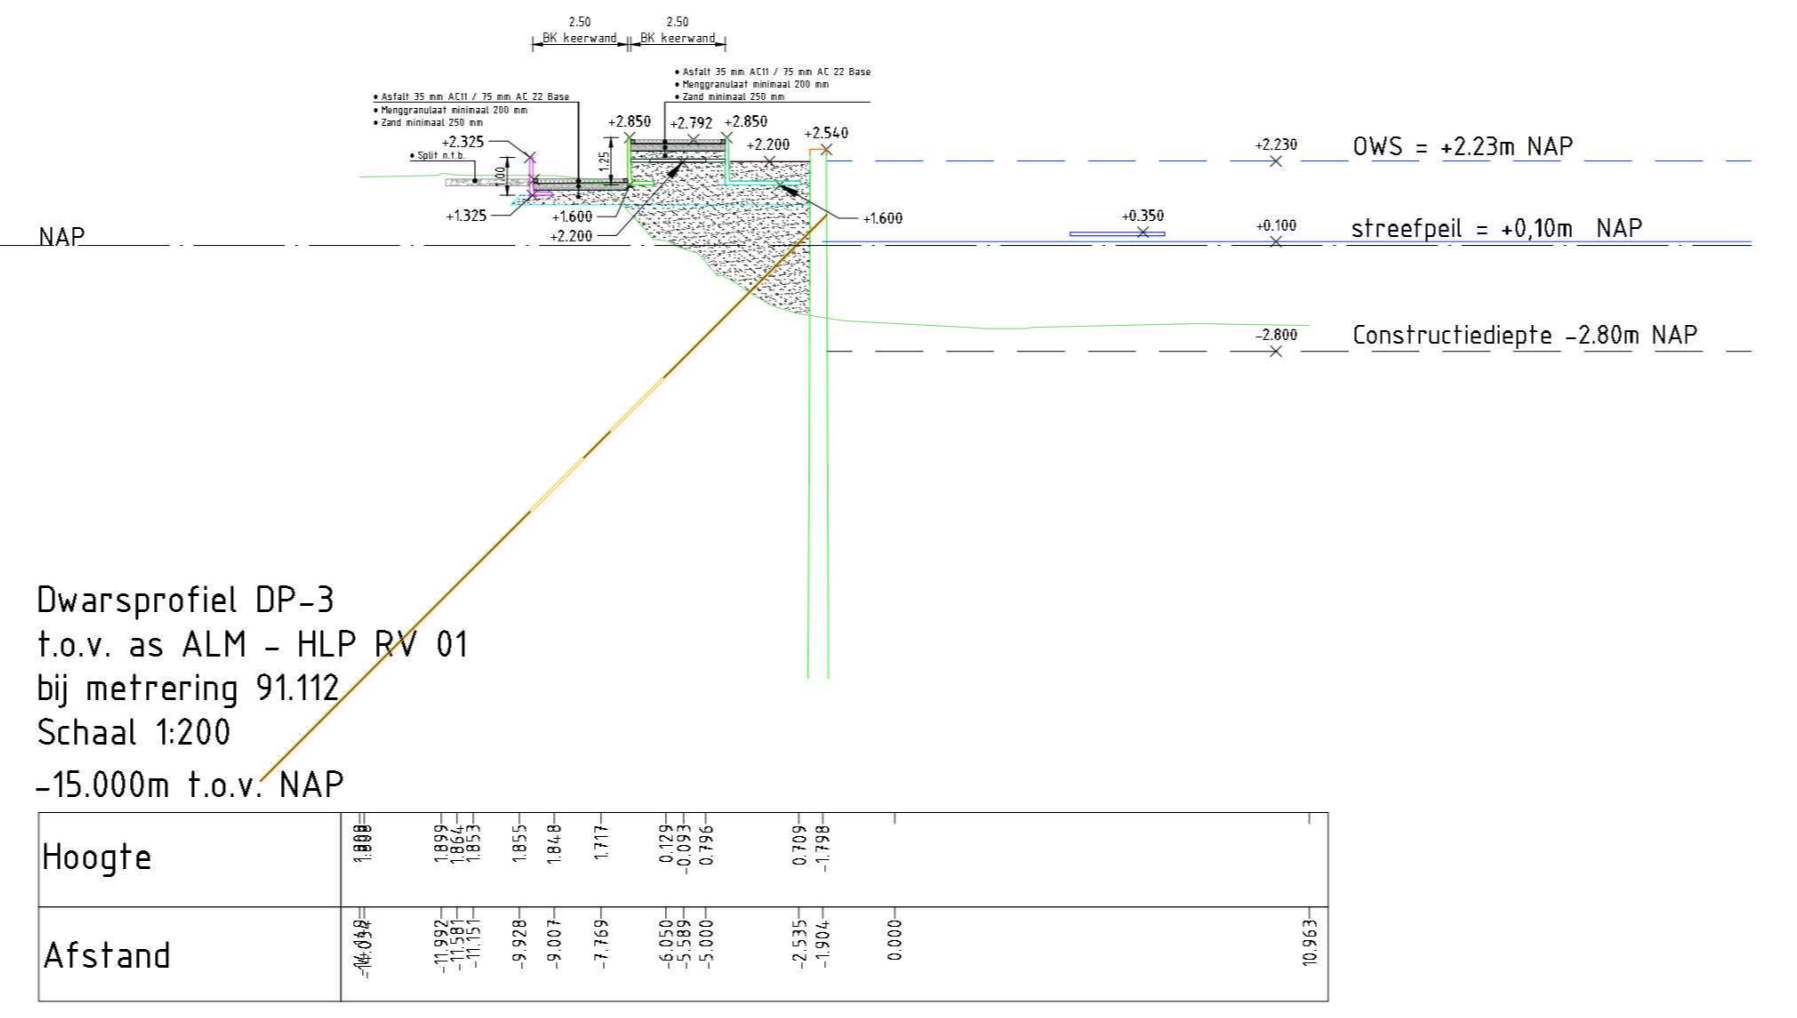 2.50
BK keerwand
2.50
BK keerwand
• Asfalt 35 mm AC11 / 75 mm AC 22 Base
• Menggranulaat minimaal 200 mm
• Zand minimaal 250 mm
• Asfalt 35 mm AC11 / 75 mm AC 22 Base
• Menggranulaat minimaal 200 mm
• Zand minimaal 250 mm
+2.850
+2.792
+2.850
+2.540
+2.325
+2.200
• Split n.t.b.
1.00
1.25
+2.230
OWS = +2.23m NAP
+1.325
+1.600
+2.200
+1.600
+0.350
+0.100
streefpeil = +0,10m NAP
NAP
-2.800
Constructiediepte -2.80m NAP
Dwarsprofiel DP-3
t.o.v. as ALM - HLP RV 01
bij metrering 91.112
Schaal 1:200
-15.000m t.o.v. NAP
Hoogte
1.899
1.864
1.853
1.855
1.848
1.717
0.129
-0.093
0.796
0.709
-1.798
Afstand
-11.992
-11.581
-11.151
-9.928
-9.007
-7.769
-6.050
-5.589
-5.000
-2.535
-1.904
0.000
10.963